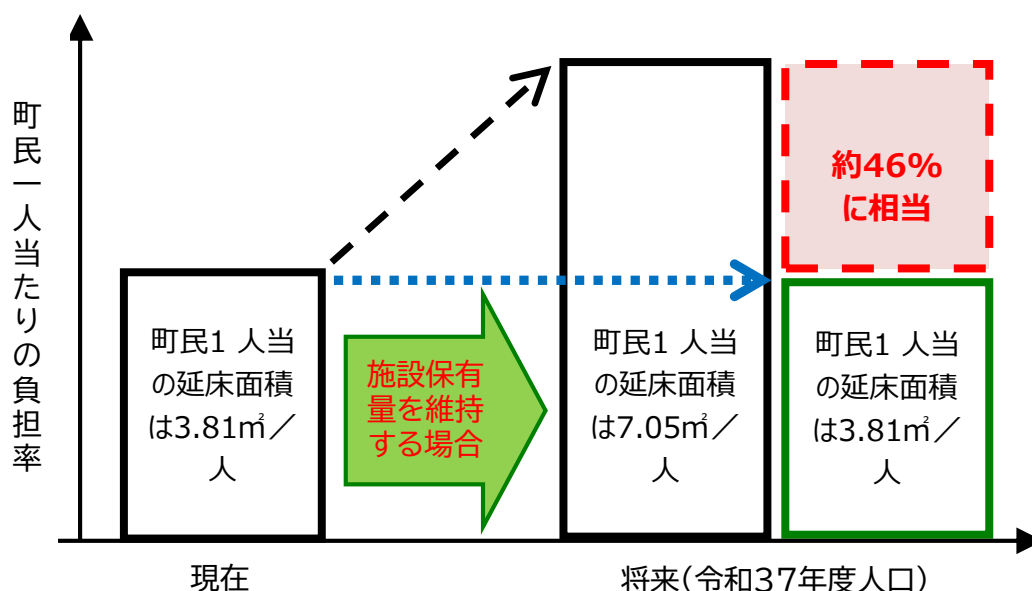 町民一人当たりの負担率
約46%
に相当
町民1 人当
の延床面積
は3.81㎡／
人
施設保有
量を維持
する場合
町民1 人当
の延床面積
は7.05㎡／
人
町民1 人当
の延床面積
は3.81㎡／
人
現在
将来(令和37年度人口)